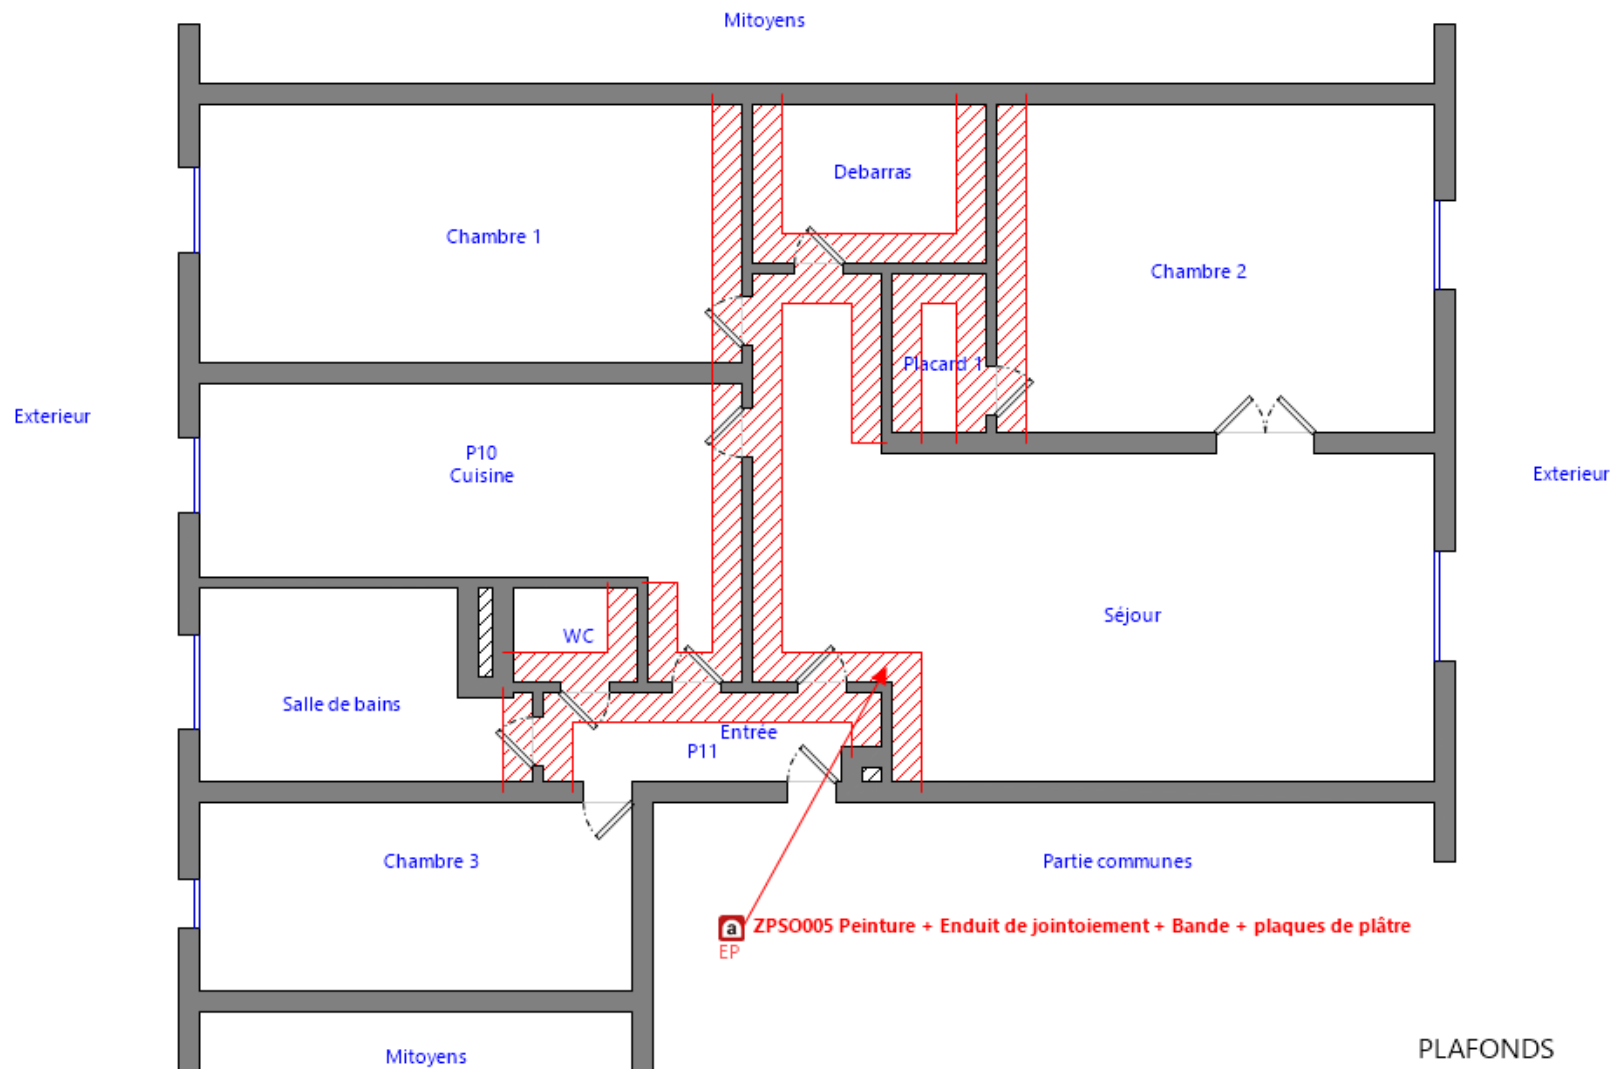 Mitoyens
Debarras
Chambre 1
Chambre 2
Placard 1
Exterieur
P10
Cuisine
Exterieur
Séjour
WC
Salle de bains
Entrée
P11
Chambre 3
Partie communes
a ZPSO005 Peinture + Enduit de jointoiement + Bande + plaques de plâtre
EP
Mitoyens
PLAFONDS